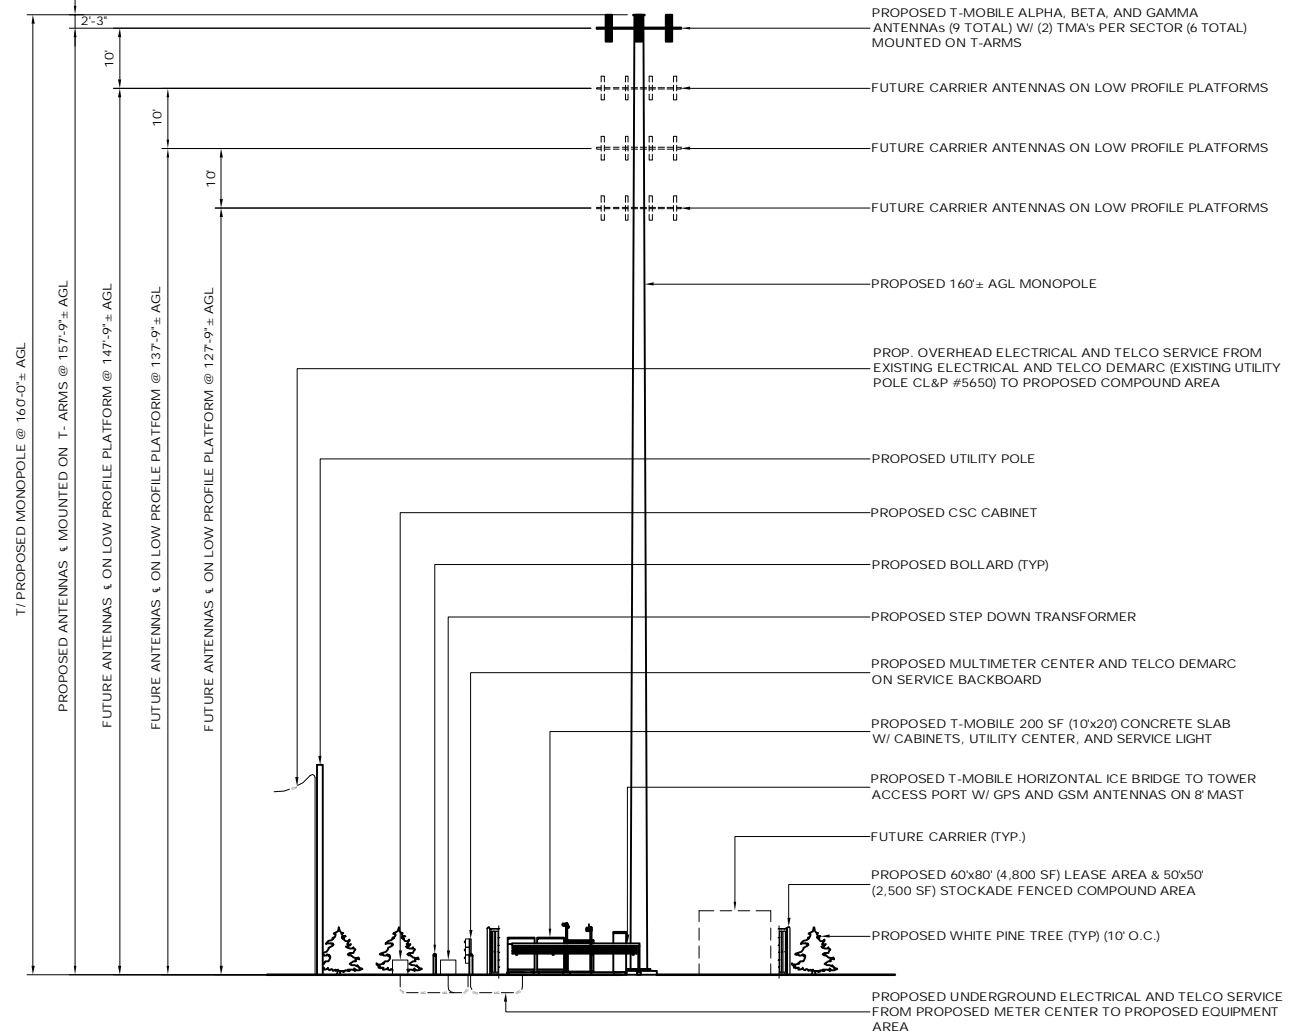 2'-3"
10'
10'
10'
T/ PROPOSED MONOPOLE @ 160'-0"± AGL
PROPOSED ANTENNAS ℄ MOUNTED ON T- ARMS @ 157'-9"± AGL
FUTURE ANTENNAS ℄ ON LOW PROFILE PLATFORM @ 147'-9"± AGL
FUTURE ANTENNAS ℄ ON LOW PROFILE PLATFORM @ 137'-9"± AGL
FUTURE ANTENNAS ℄ ON LOW PROFILE PLATFORM @ 127'-9"± AGL
PROPOSED T-MOBILE ALPHA, BETA, AND GAMMA
ANTENNAs (9 TOTAL) W/ (2) TMA's PER SECTOR (6 TOTAL)
MOUNTED ON T-ARMS
FUTURE CARRIER ANTENNAS ON LOW PROFILE PLATFORMS
FUTURE CARRIER ANTENNAS ON LOW PROFILE PLATFORMS
FUTURE CARRIER ANTENNAS ON LOW PROFILE PLATFORMS
PROPOSED 160'± AGL MONOPOLE
PROP. OVERHEAD ELECTRICAL AND TELCO SERVICE FROM
EXISTING ELECTRICAL AND TELCO DEMARC (EXISTING UTILITY
POLE CL&P #5650) TO PROPOSED COMPOUND AREA
PROPOSED UTILITY POLE
PROPOSED CSC CABINET
PROPOSED BOLLARD (TYP)
PROPOSED STEP DOWN TRANSFORMER
PROPOSED MULTIMETER CENTER AND TELCO DEMARC
ON SERVICE BACKBOARD
PROPOSED T-MOBILE 200 SF (10'x20') CONCRETE SLAB
W/ CABINETS, UTILITY CENTER, AND SERVICE LIGHT
PROPOSED T-MOBILE HORIZONTAL ICE BRIDGE TO TOWER
ACCESS PORT W/ GPS AND GSM ANTENNAS ON 8' MAST
FUTURE CARRIER (TYP.)
PROPOSED 60'x80' (4,800 SF) LEASE AREA & 50'x50'
(2,500 SF) STOCKADE FENCED COMPOUND AREA
PROPOSED WHITE PINE TREE (TYP) (10' O.C.)
PROPOSED UNDERGROUND ELECTRICAL AND TELCO SERVICE
FROM PROPOSED METER CENTER TO PROPOSED EQUIPMENT
AREA